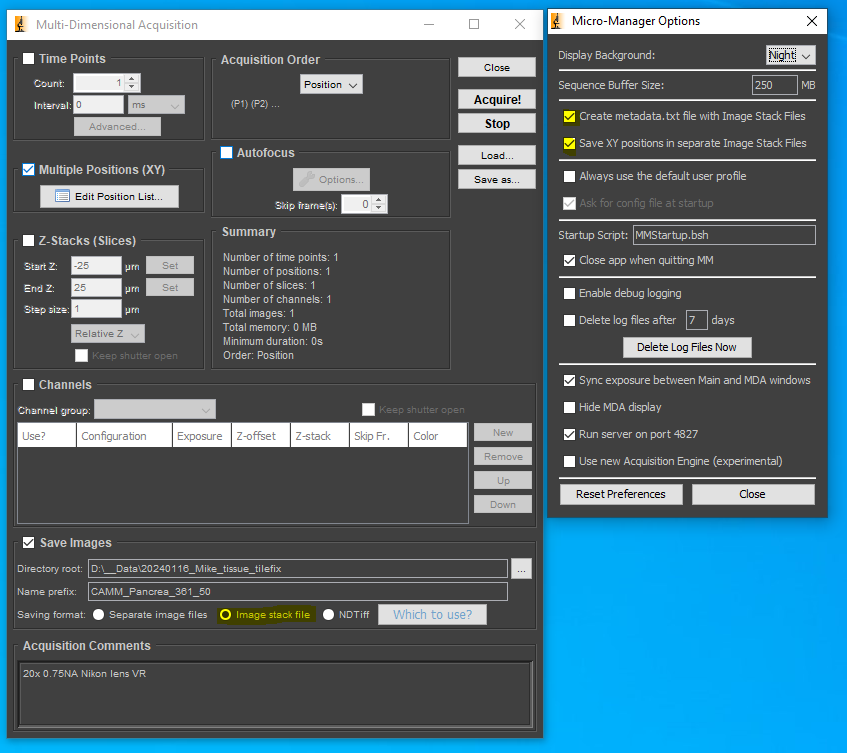 Multi-Dimensional Acquisition
Time Points
Count: 1
Interval: 0 ms
Advanced...
Multiple Positions (XY)
Edit Position List...
Z-Stacks (Slices)
Start Z: -25 μm Set
End Z: 25 μm Set
Step size: 1 μm
Relative Z
Keep shutter open
Acquisition Order
Position
(P1) (P2) ...
Autofocus
Options...
Skip frame(s): 0
Summary
Number of time points: 1
Number of positions: 1
Number of slices: 1
Number of channels: 1
Total images: 1
Total memory: 0 MB
Minimum duration: 0s
Order: Position
Close
Acquire!
Stop
Load...
Save as...
Channels
Channel group:
Keep shutter open
Use? Configuration Exposure Z-offset Z-stack Skip Fr. Color
New
Remove
Up
Down
Save Images
Directory root: D:\__Data\20240116_Mike_tissue_tilefix ...
Name prefix: CAMM_Pancrea_361_50
Saving format: Separate image files Image stack file NDTiff Which to use?
Acquisition Comments
20x 0.75NA Nikon lens VR
Micro-Manager Options
Display Background: Night
Sequence Buffer Size: 250 MB
Create metadata.txt file with Image Stack Files
Save XY positions in separate Image Stack Files
Always use the default user profile
Ask for config file at startup
Startup Script: MMStartup.bsh
Close app when quitting MM
Enable debug logging
Delete log files after 7 days
Delete Log Files Now
Sync exposure between Main and MDA windows
Hide MDA display
Run server on port 4827
Use new Acquisition Engine (experimental)
Reset Preferences Close